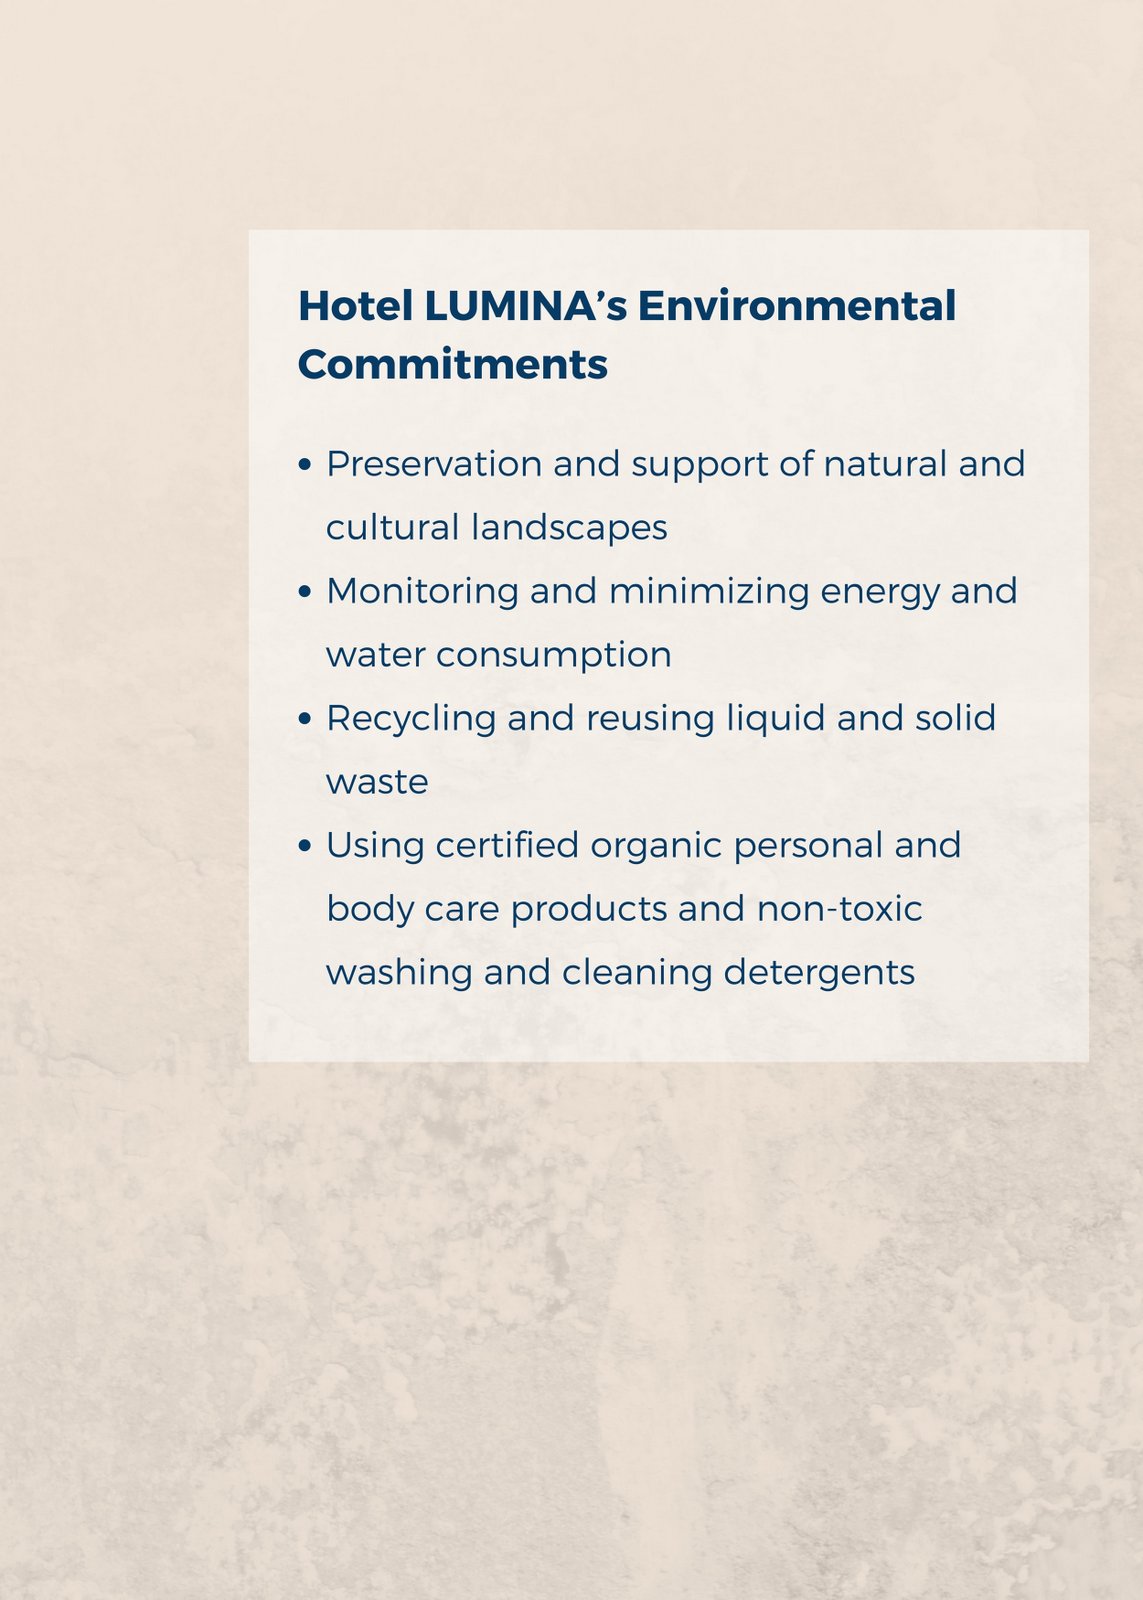 Hotel LUMINA’s Environmental
Commitments
• Preservation and support of natural and
cultural landscapes
• Monitoring and minimizing energy and
water consumption
• Recycling and reusing liquid and solid
waste
• Using certified organic personal and
body care products and non-toxic
washing and cleaning detergents